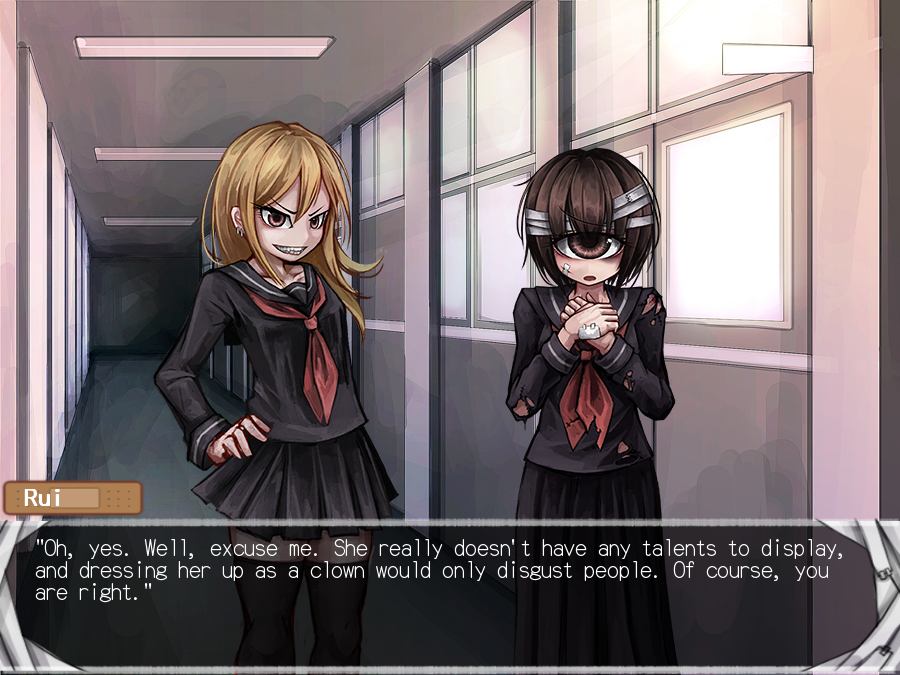 Rui
"Oh, yes. Well, excuse me. She really doesn't have any talents to display,
and dressing her up as a clown would only disgust people. Of course, you
are right."